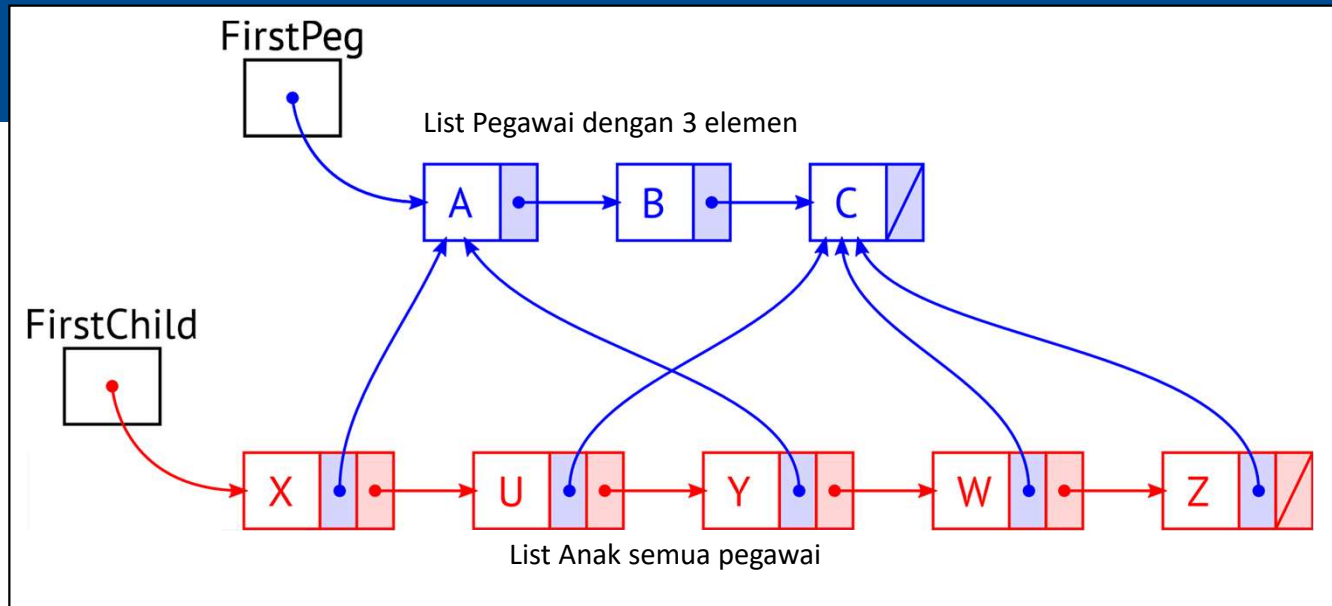 FirstPeg
List Pegawai dengan 3 elemen
A B C
FirstChild
X U Y W Z
List Anak semua pegawai